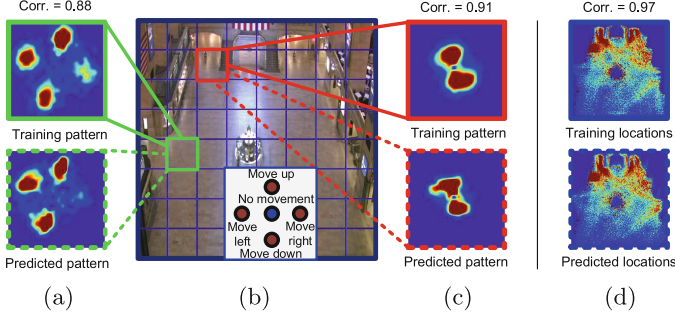 Corr. = 0.88
Corr. = 0.91
Corr. = 0.97
Training pattern
Training pattern
Training locations
Move up
No movement
Move left
Move right
Move down
Predicted pattern
Predicted pattern
Predicted locations
(a)
(b)
(c)
(d)